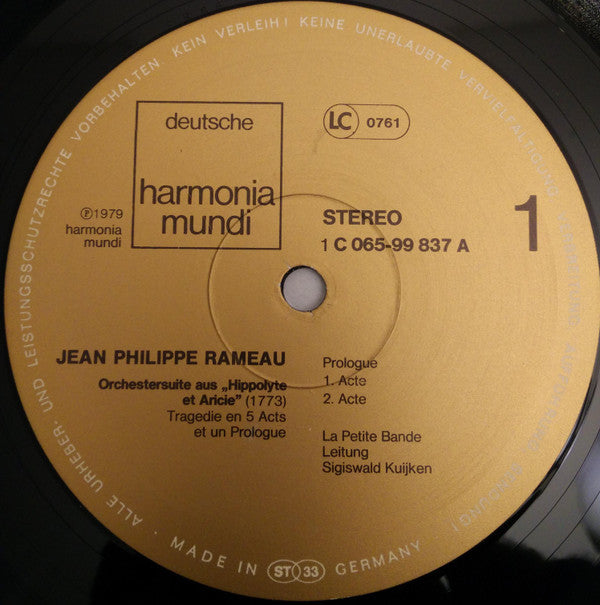 ALLE URHEBER- UND LEISTUNGSSCHUTZRECHTE VORBEHALTEN. KEIN VERLEIH! KEINE UNERLAUBTE VERVIELFÄLTIGUNG,
deutsche
harmonia
mundi
LC 0761
℗1979
harmonia
mundi
STEREO
1 C 065-99 837 A
1
JEAN PHILIPPE RAMEAU
Orchestersuite aus „Hippolyte
et Aricie" (1773)
Tragedie en 5 Acts
et un Prologue
Prologue
1. Acte
2. Acte
La Petite Bande
Leitung
Sigiswald Kuijken
MADE IN ST 33 GERMANY